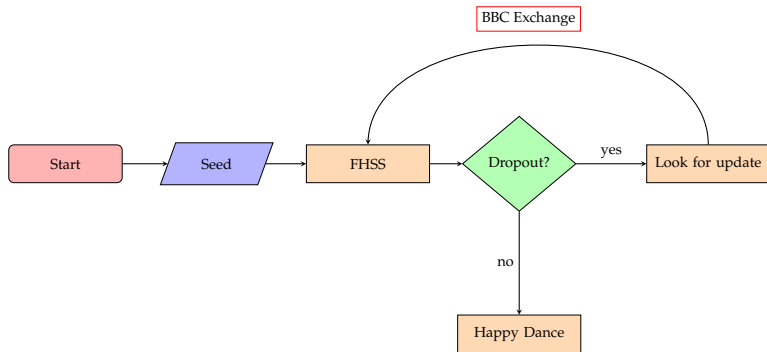 BBC Exchange
Start
Seed
FHSS
Dropout?
yes
Look for update
no
Happy Dance